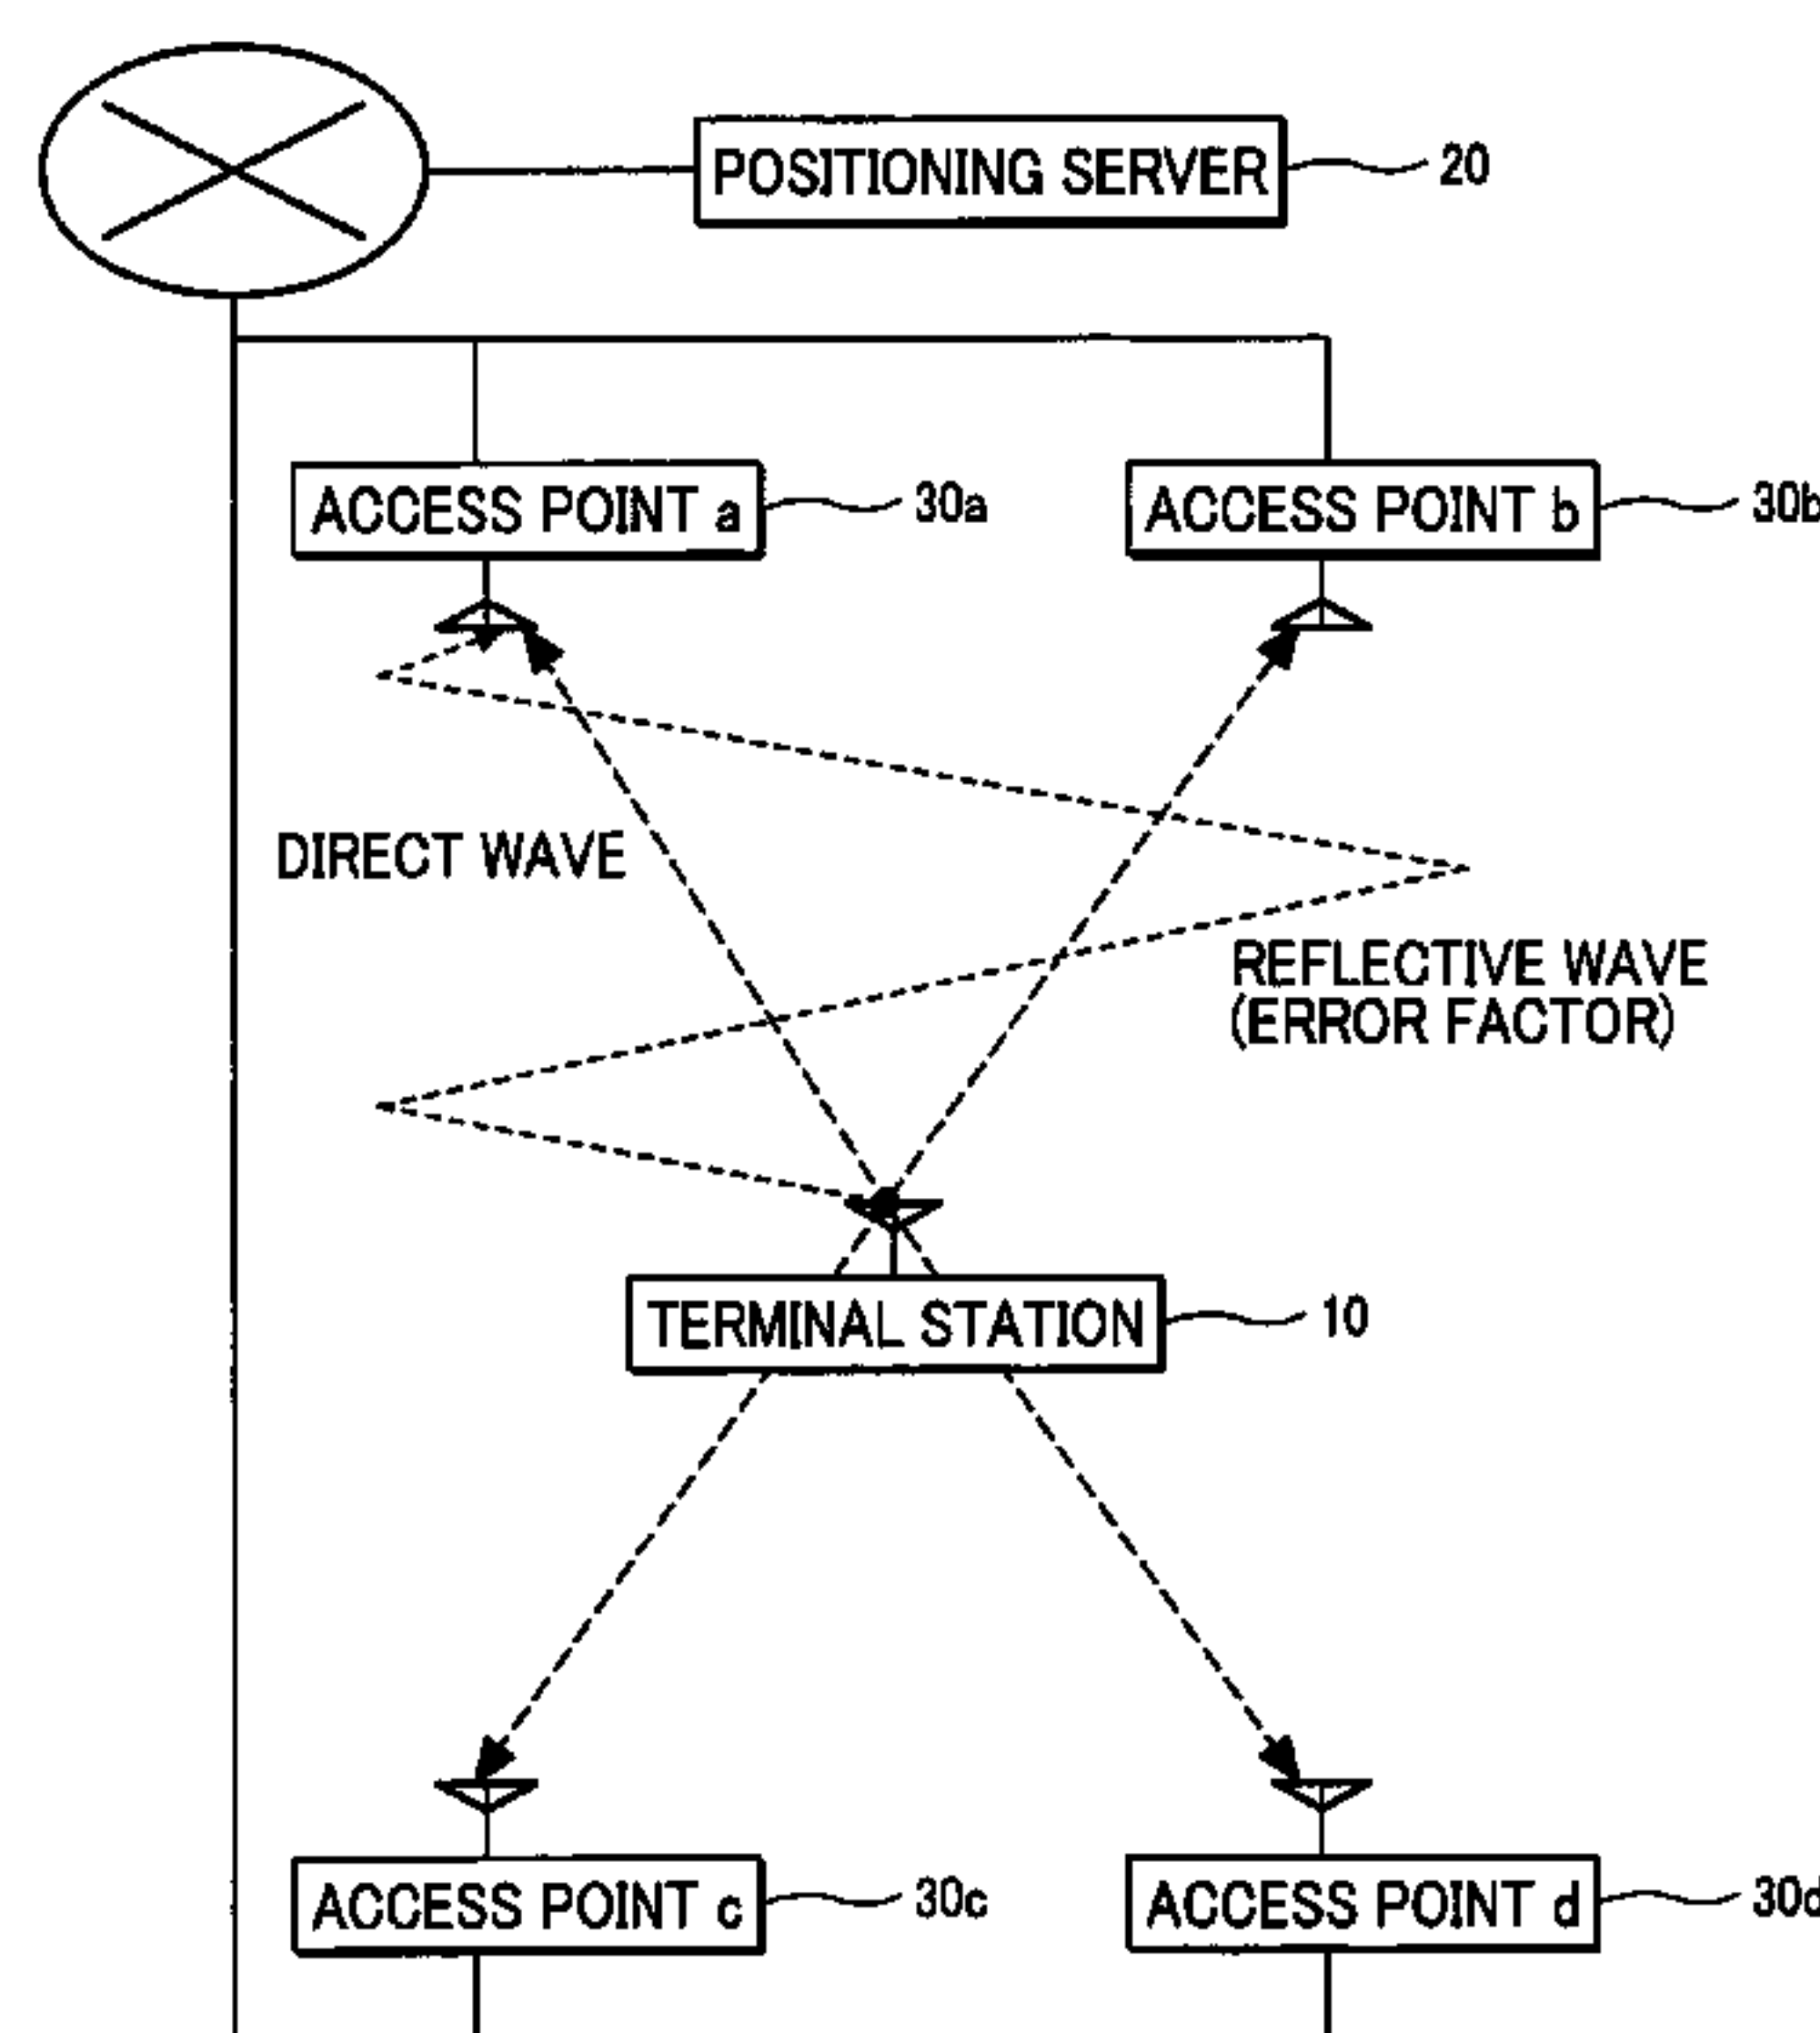 POSITIONING SERVER 20
ACCESS POINT a 30a
ACCESS POINT b 30b
DIRECT WAVE
REFLECTIVE WAVE
(ERROR FACTOR)
TERMINAL STATION 10
ACCESS POINT c 30c
ACCESS POINT d 30d